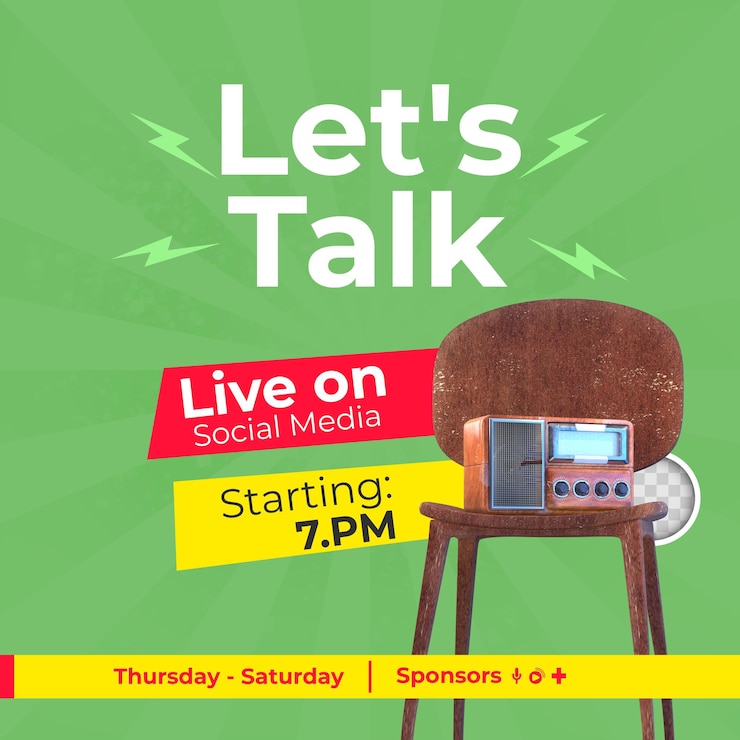 Let's
Talk
Live on
Social Media
Starting:
7.PM
Thursday - Saturday | Sponsors